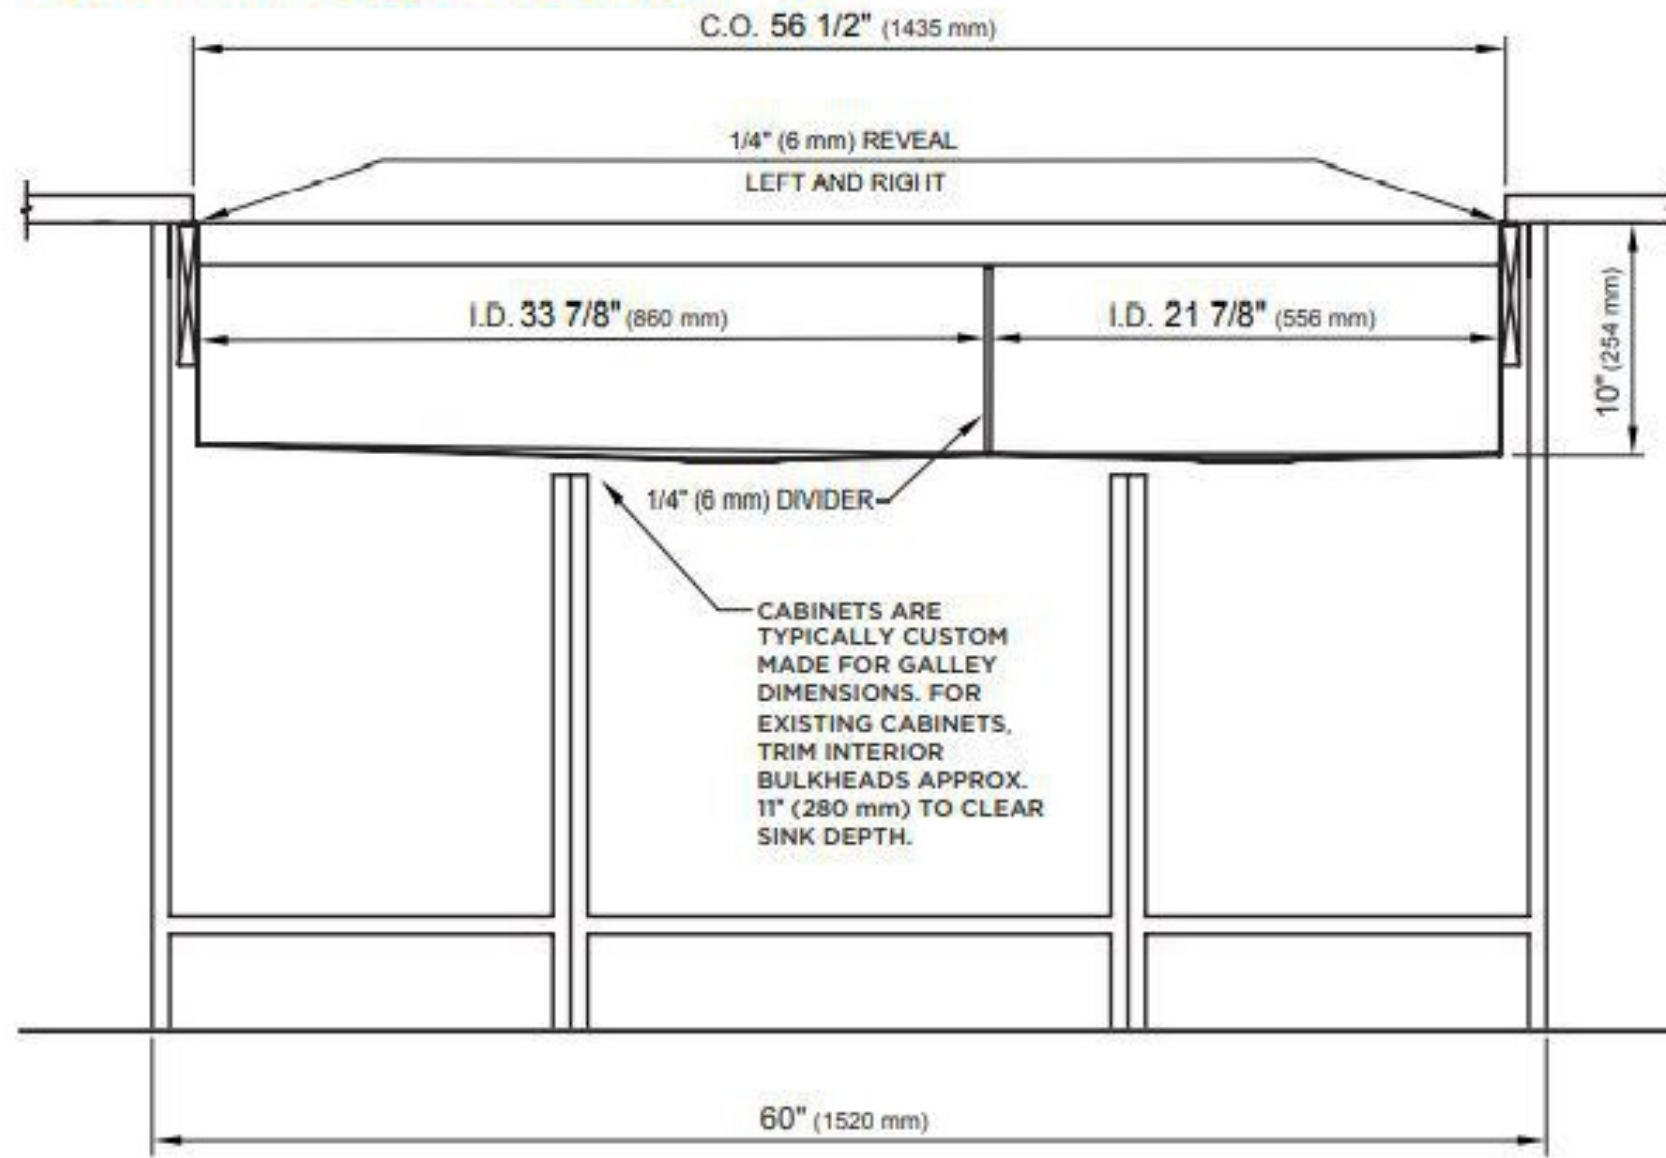 C.O. 56 1/2" (1435 mm)
1/4" (6 mm) REVEAL
LEFT AND RIGHT
I.D. 33 7/8" (860 mm)
I.D. 21 7/8" (556 mm)
10" (254 mm)
1/4" (6 mm) DIVIDER
CABINETS ARE
TYPICALLY CUSTOM
MADE FOR GALLEY
DIMENSIONS. FOR
EXISTING CABINETS,
TRIM INTERIOR
BULKHEADS APPROX.
11" (280 mm) TO CLEAR
SINK DEPTH.
60" (1520 mm)